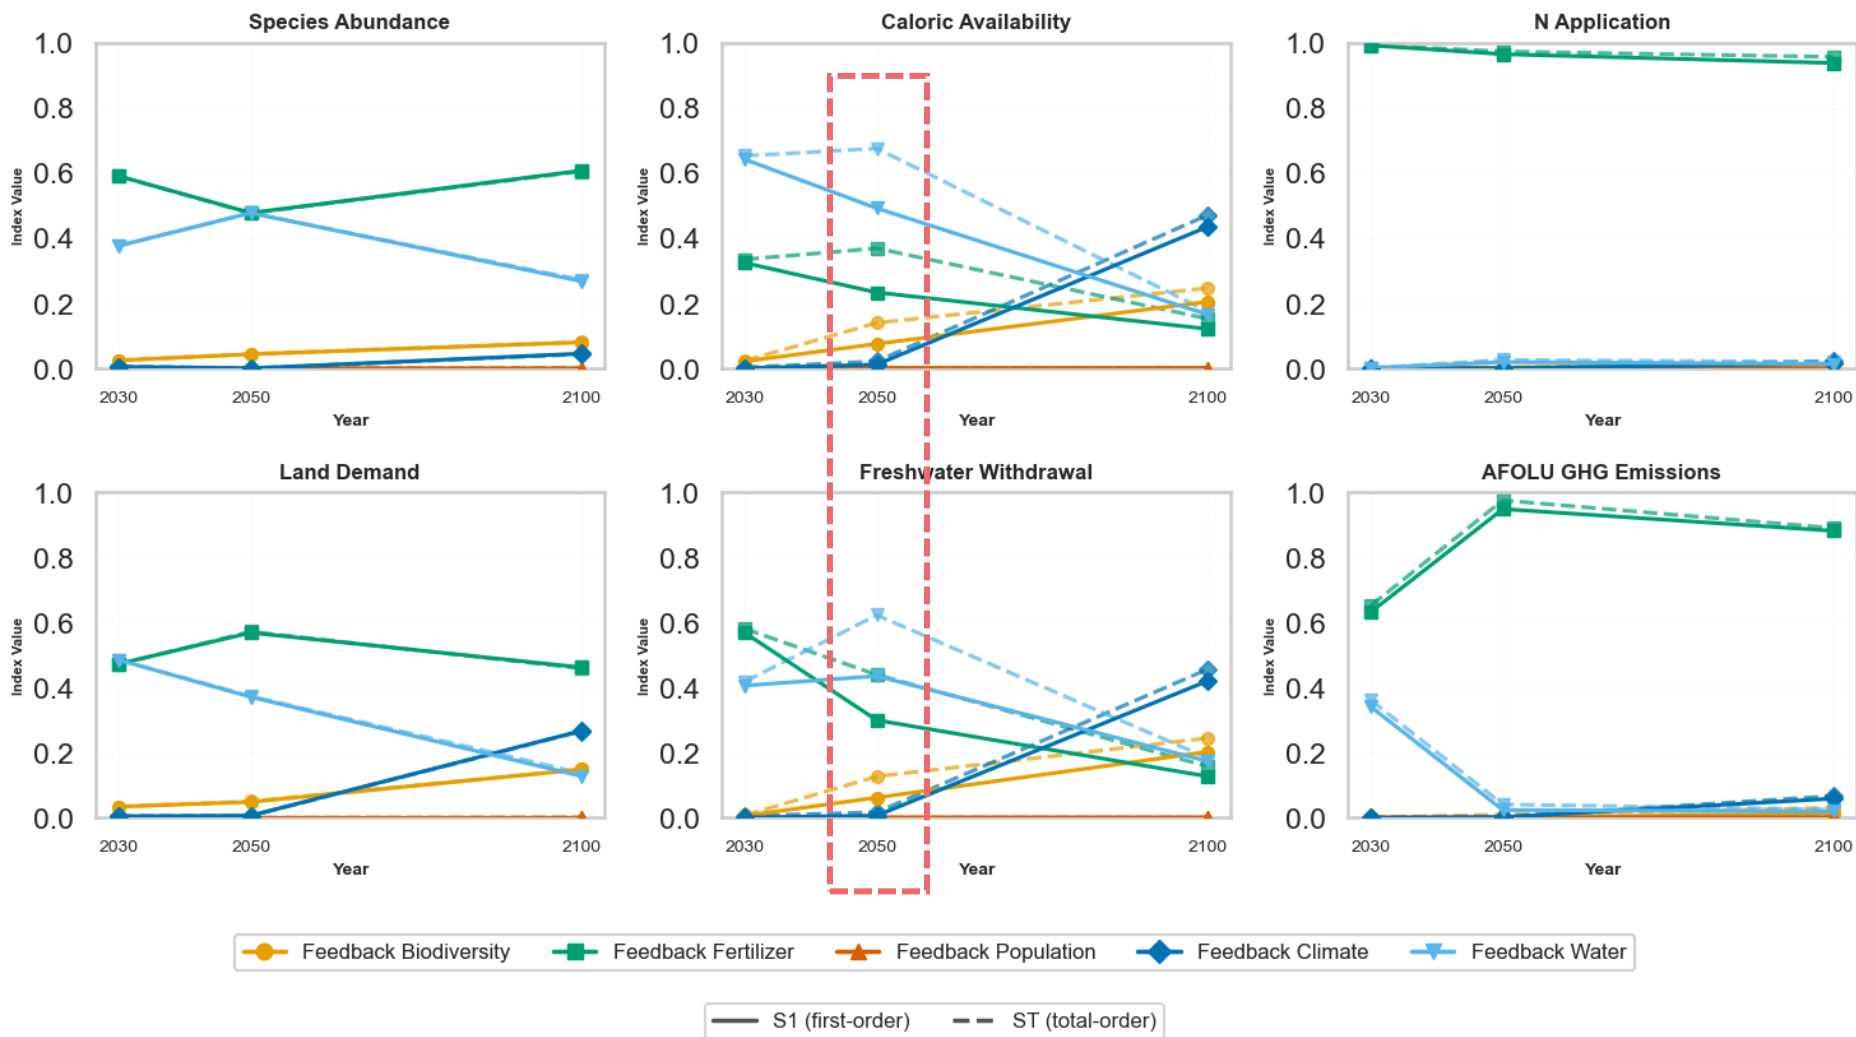 Species Abundance
1.0
0.8
0.6
0.4
0.2
0.0
Index Value
2030 2050 2100
Year
Caloric Availability
1.0
0.8
0.6
0.4
0.2
0.0
Index Value
2030 2050 2100
Year
N Application
1.0
0.8
0.6
0.4
0.2
0.0
Index Value
2030 2050 2100
Year
Land Demand
1.0
0.8
0.6
0.4
0.2
0.0
Index Value
2030 2050 2100
Year
Freshwater Withdrawal
1.0
0.8
0.6
0.4
0.2
0.0
Index Value
2030 2050 2100
Year
AFOLU GHG Emissions
1.0
0.8
0.6
0.4
0.2
0.0
Index Value
2030 2050 2100
Year
Feedback Biodiversity Feedback Fertilizer Feedback Population Feedback Climate Feedback Water
S1 (first-order) ST (total-order)